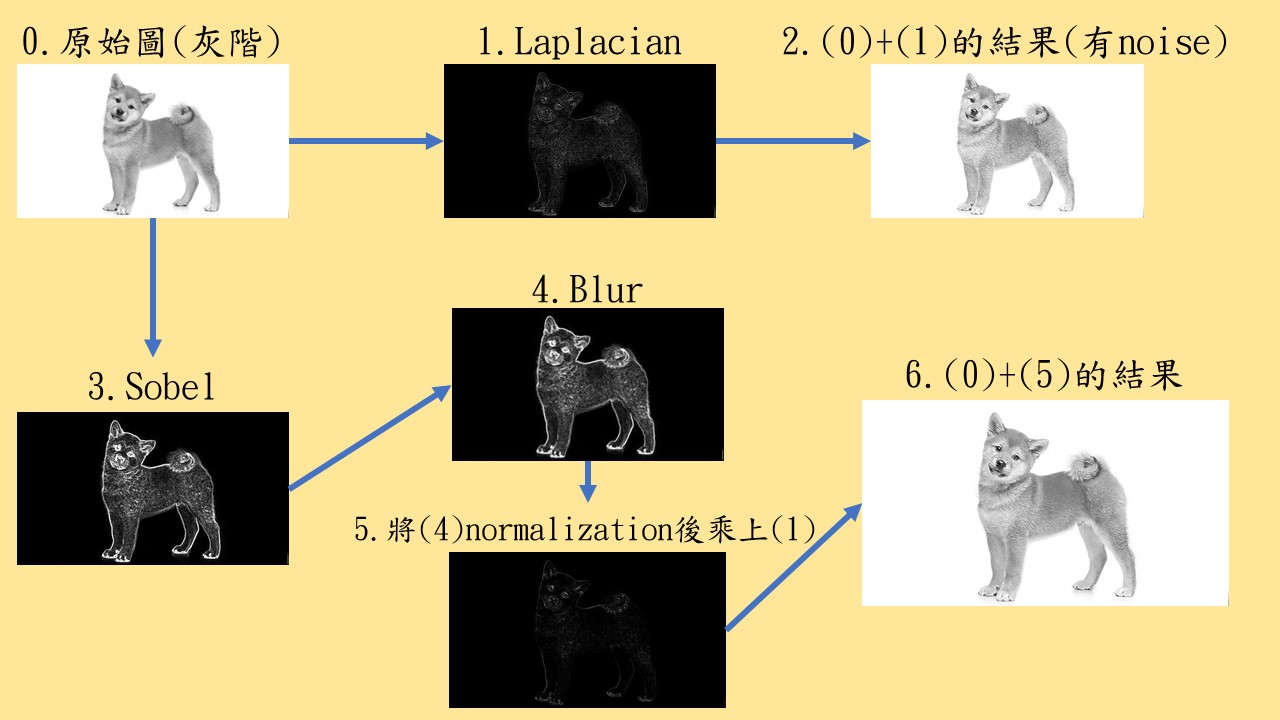 0.原始圖(灰階)
1.Laplacian
2.(0)+(1)的結果(有noise)
4.Blur
3.Sobel
6.(0)+(5)的結果
5.將(4)normalization後乘上(1)